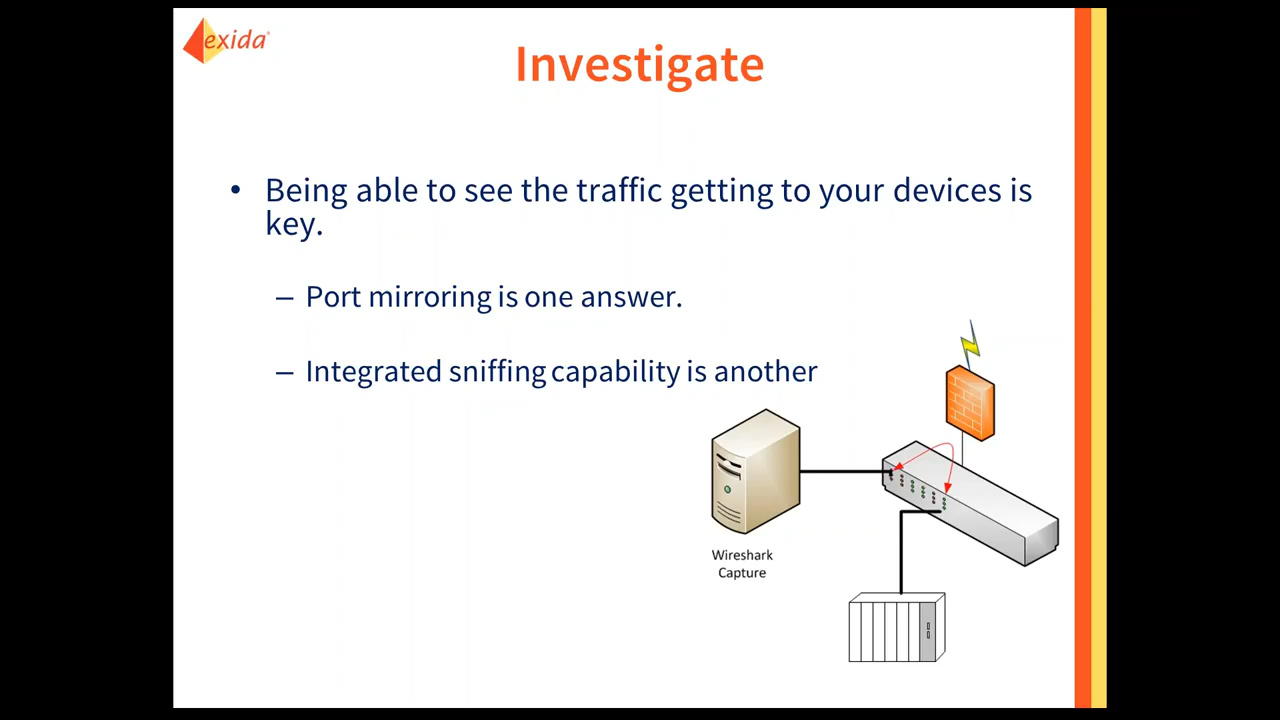 exida
Investigate
• Being able to see the traffic getting to your devices is
key.
– Port mirroring is one answer.
– Integrated sniffing capability is another
Wireshark
Capture